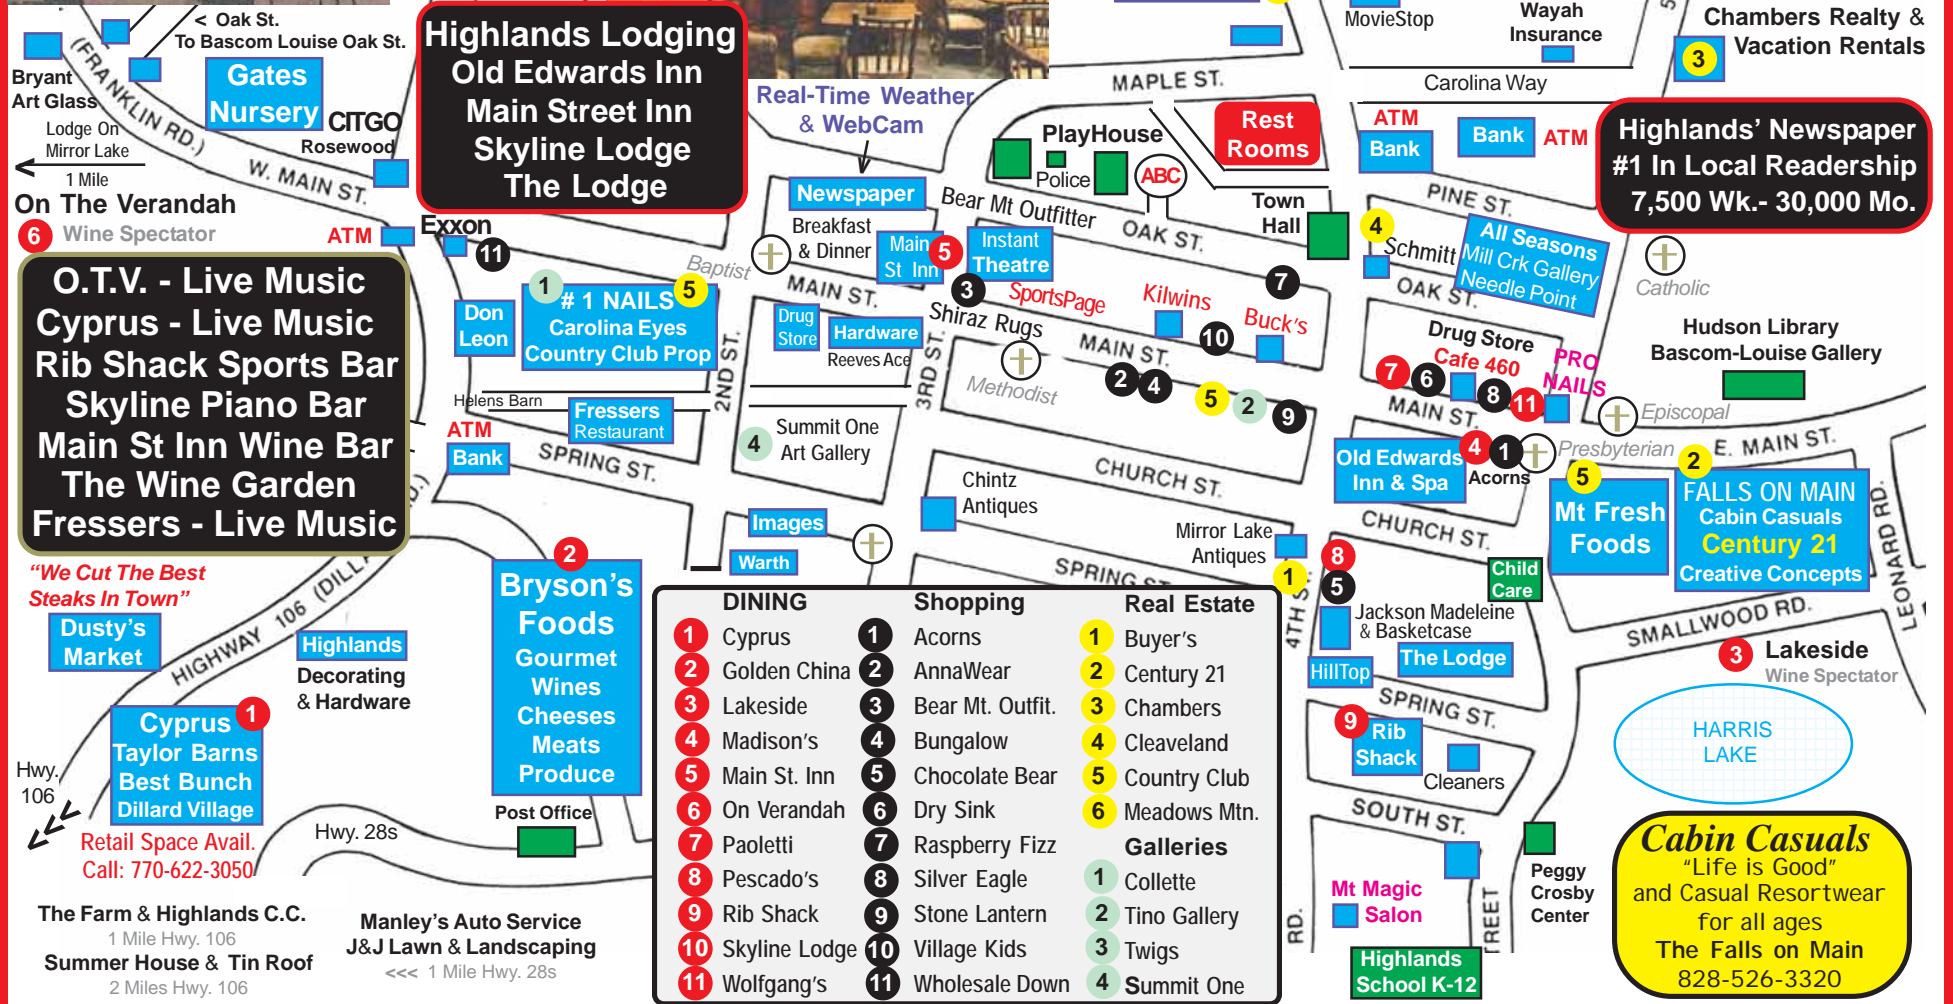 < Oak St.
To Bascom Louise Oak St.
Bryant
Art Glass
(FRANKLIN RD.)
Gates
Nursery
CITGO
Rosewood
Lodge On
Mirror Lake
1 Mile
W. MAIN ST.
On The Verandah
6 Wine Spectator
ATM
Exxon
11
Highlands Lodging
Old Edwards Inn
Main Street Inn
Skyline Lodge
The Lodge
O.T.V. - Live Music
Cyprus - Live Music
Rib Shack Sports Bar
Skyline Piano Bar
Main St Inn Wine Bar
The Wine Garden
Fressers - Live Music
Real-Time Weather
& WebCam
Newspaper
Breakfast
& Dinner
Main
St Inn
5
Instant
Theatre
Bear Mt Outfitter
PlayHouse
Police
ABC
MAPLE ST.
Rest
Rooms
Town
Hall
OAK ST.
MovieStop
Wayah
Insurance
Carolina Way
Chambers Realty &
Vacation Rentals
3
ATM
Bank
Bank
ATM
Highlands' Newspaper
#1 In Local Readership
7,500 Wk.- 30,000 Mo.
PINE ST.
4
Schmitt
All Seasons
Mill Crk Gallery
Needle Point
OAK ST.
Catholic
Hudson Library
Bascom-Louise Gallery
Baptist
MAIN ST.
1
# 1 NAILS
5
Carolina Eyes
Country Club Prop
Don
Leon
2ND ST.
Drug
Store
Hardware
Reeves Ace
3RD ST.
3
Shiraz Rugs
SportsPage
Kilwins
10
Buck's
7
Methodist
MAIN ST.
2
4
5
2
9
Drug Store
Cafe 460
7
6
8
11
PRO
NAILS
MAIN ST.
Episcopal
Presbyterian
E. MAIN ST.
Helens Barn
Fressers
Restaurant
ATM
Bank
SPRING ST.
4
Summit One
Art Gallery
Chintz
Antiques
CHURCH ST.
Old Edwards
Inn & Spa
4
1
Acorns
CHURCH ST.
5
Mt Fresh
Foods
2
FALLS ON MAIN
Cabin Casuals
Century 21
Creative Concepts
LEONARD RD.
Images
Warth
Mirror Lake
Antiques
1
8
5
SPRING ST
4TH ST.
Child
Care
Jackson Madeleine
& Basketcase
HillTop
The Lodge
SMALLWOOD RD.
3
Lakeside
Wine Spectator
SPRING ST.
9
Rib
Shack
Cleaners
HARRIS
LAKE
SOUTH ST.
Mt Magic
Salon
RD.
TREET
Peggy
Crosby
Center
Highlands
School K-12
Cabin Casuals
"Life is Good"
and Casual Resortwear
for all ages
The Falls on Main
828-526-3320
"We Cut The Best
Steaks In Town"
Dusty's
Market
HIGHWAY 106 (DILL
D.)
Highlands
Decorating
& Hardware
2
Bryson's
Foods
Gourmet
Wines
Cheeses
Meats
Produce
Cyprus
1
Taylor Barns
Best Bunch
Dillard Village
Hwy.
106
Retail Space Avail.
Call: 770-622-3050
Post Office
Hwy. 28s
The Farm & Highlands C.C.
1 Mile Hwy. 106
Summer House & Tin Roof
2 Miles Hwy. 106
Manley's Auto Service
J&J Lawn & Landscaping
<<< 1 Mile Hwy. 28s
DINING
1 Cyprus
2 Golden China
3 Lakeside
4 Madison's
5 Main St. Inn
6 On Verandah
7 Paoletti
8 Pescado's
9 Rib Shack
10 Skyline Lodge
11 Wolfgang's
Shopping
1 Acorns
2 AnnaWear
3 Bear Mt. Outfit.
4 Bungalow
5 Chocolate Bear
6 Dry Sink
7 Raspberry Fizz
8 Silver Eagle
9 Stone Lantern
10 Village Kids
11 Wholesale Down
Real Estate
1 Buyer's
2 Century 21
3 Chambers
4 Cleaveland
5 Country Club
6 Meadows Mtn.
Galleries
1 Collette
2 Tino Gallery
3 Twigs
4 Summit One